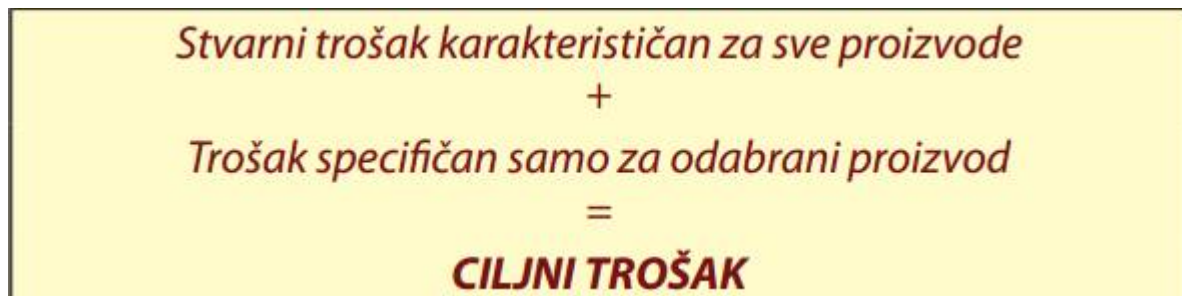 Stvarni trošak karakterističan za sve proizvode
+
Trošak specifičan samo za odabrani proizvod
=
CILJNI TROŠAK